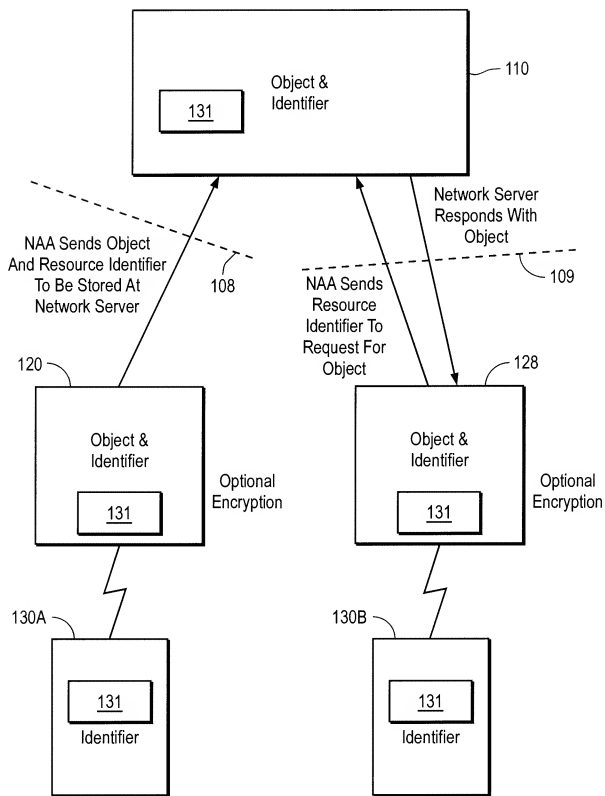 110
Object &
Identifier
131
Network Server
Responds With
Object
NAA Sends Object
And Resource Identifier
To Be Stored At
Network Server
108
109
NAA Sends
Resource
Identifier To
Request For
Object
120
128
Object &
Identifier
131
Optional
Encryption
Object &
Identifier
131
Optional
Encryption
130A
130B
131
Identifier
131
Identifier